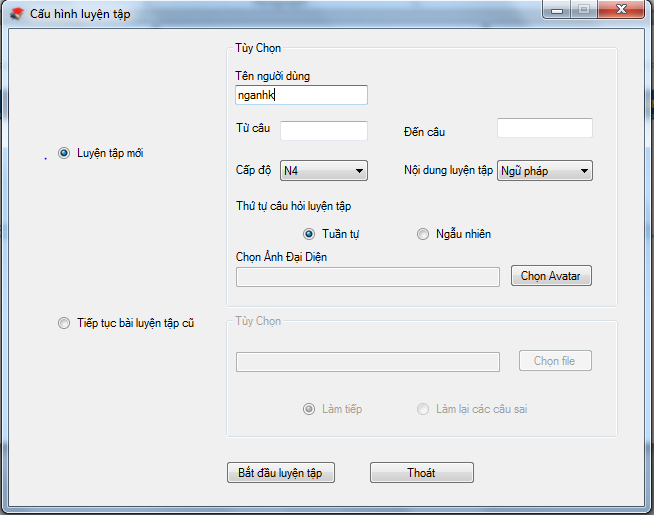 Cấu hình luyện tập
Tùy Chọn
Tên người dùng
nganhk
Từ câu
Đến câu
Luyện tập mới
Cấp độ
N4
Nội dung luyện tập
Ngữ pháp
Thứ tự câu hỏi luyện tập
Tuần tự
Ngẫu nhiên
Chọn Ảnh Đại Diện
Chọn Avatar
Tiếp tục bài luyện tập cũ
Tùy Chọn
Chọn file
Làm tiếp
Làm lại các câu sai
Bắt đầu luyện tập
Thoát